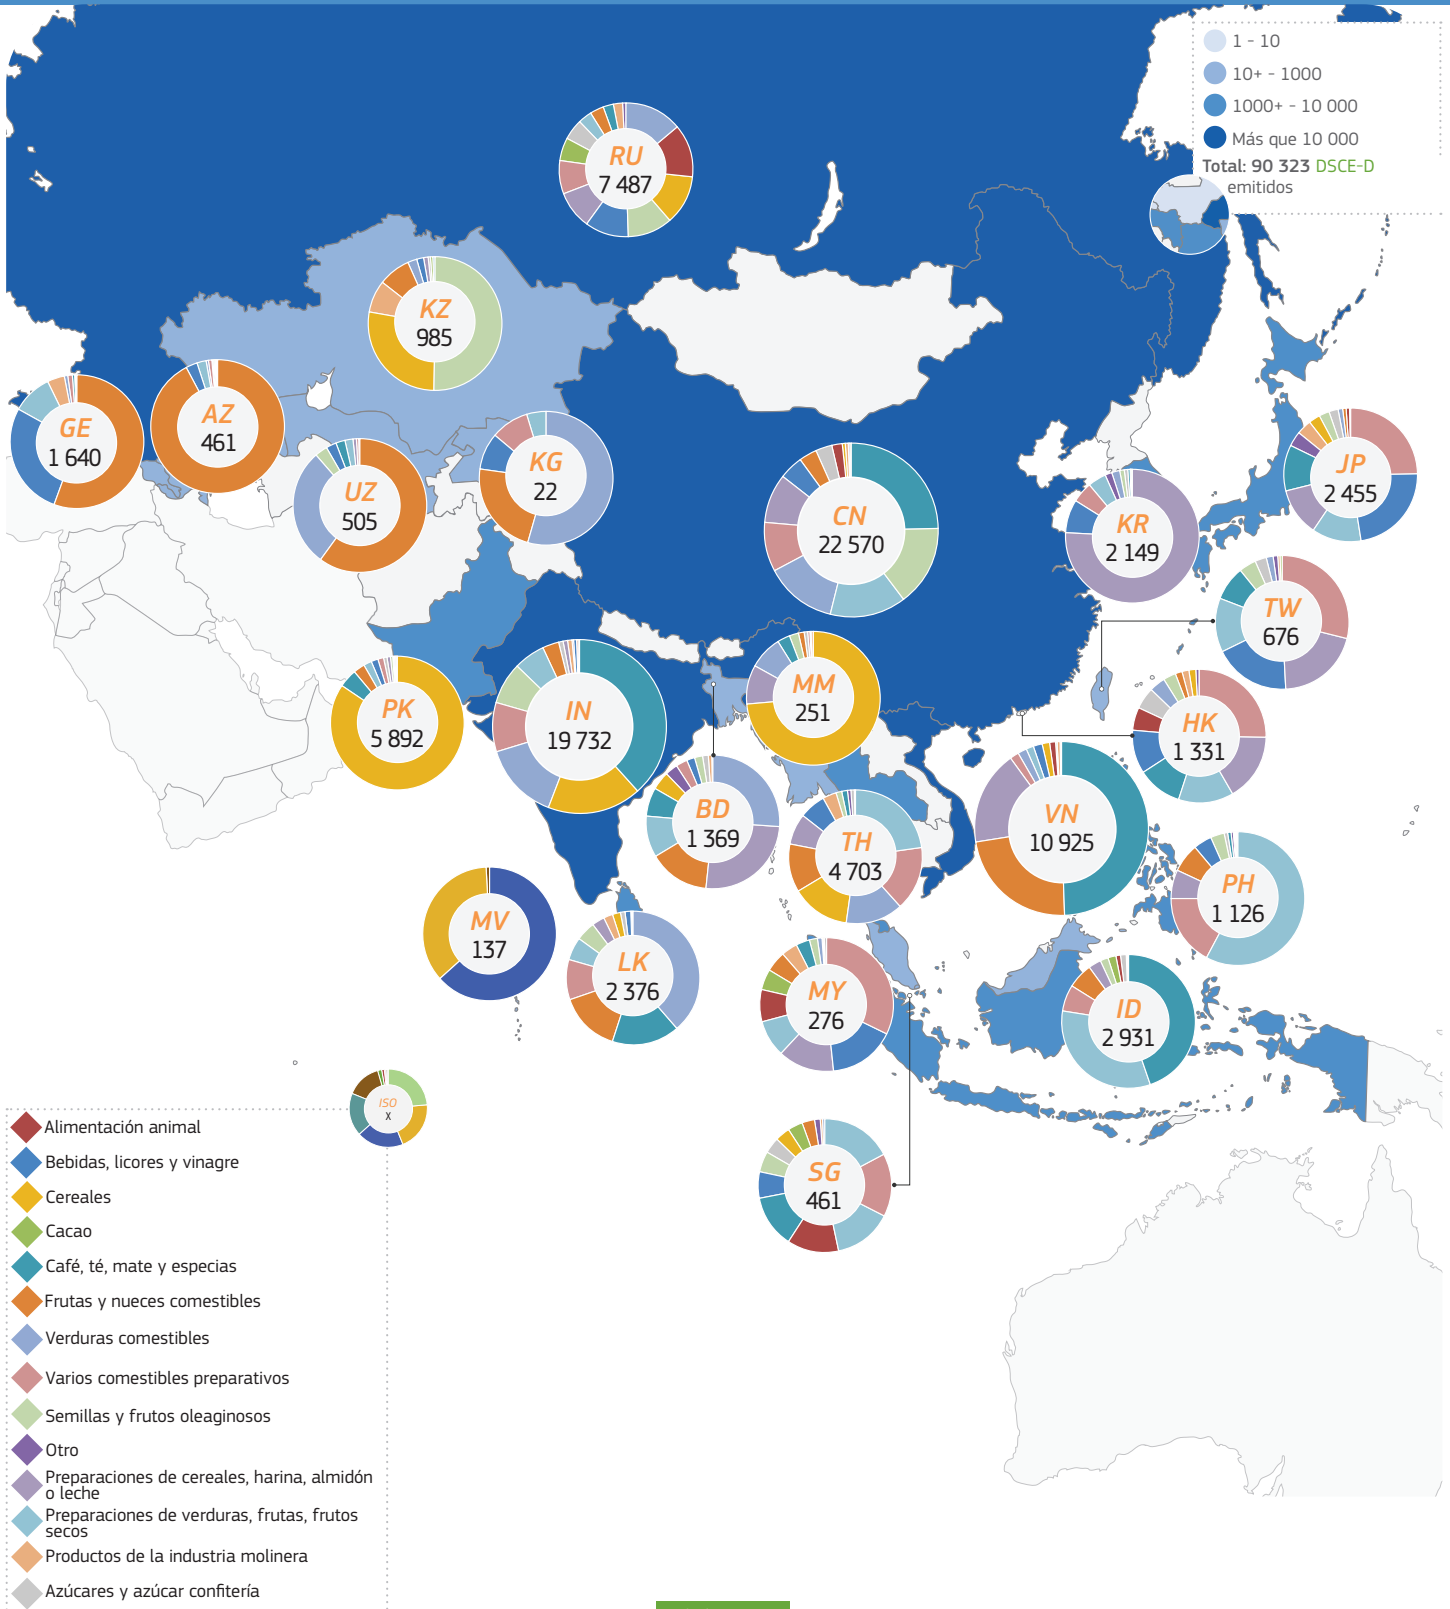 1 - 10
10+ - 1000
1000+ - 10 000
Más que 10 000
Total: 90 323 DSCE-D
emitidos
RU
7 487
KZ
985
GE
1 640
AZ
461
UZ
505
KG
22
CN
22 570
JP
2 455
KR
2 149
TW
676
PK
5 892
IN
19 732
MM
251
HK
1 331
BD
1 369
TH
4 703
VN
10 925
PH
1 126
MV
137
LK
2 376
MY
276
ID
2 931
SG
461
ISO
X
Alimentación animal
Bebidas, licores y vinagre
Cereales
Cacao
Café, té, mate y especias
Frutas y nueces comestibles
Verduras comestibles
Varios comestibles preparativos
Semillas y frutos oleaginosos
Otro
Preparaciones de cereales, harina, almidón
o leche
Preparaciones de verduras, frutas, frutos
secos
Productos de la industria molinera
Azúcares y azúcar confitería